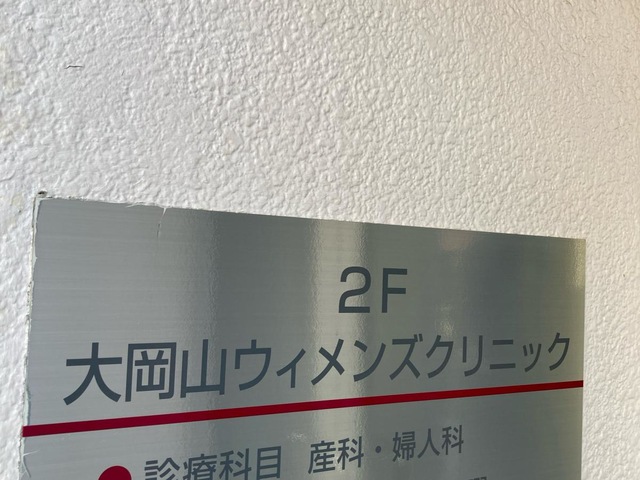 2F
大岡山ウィメンズクリニック
●診療科目 産科・婦人科